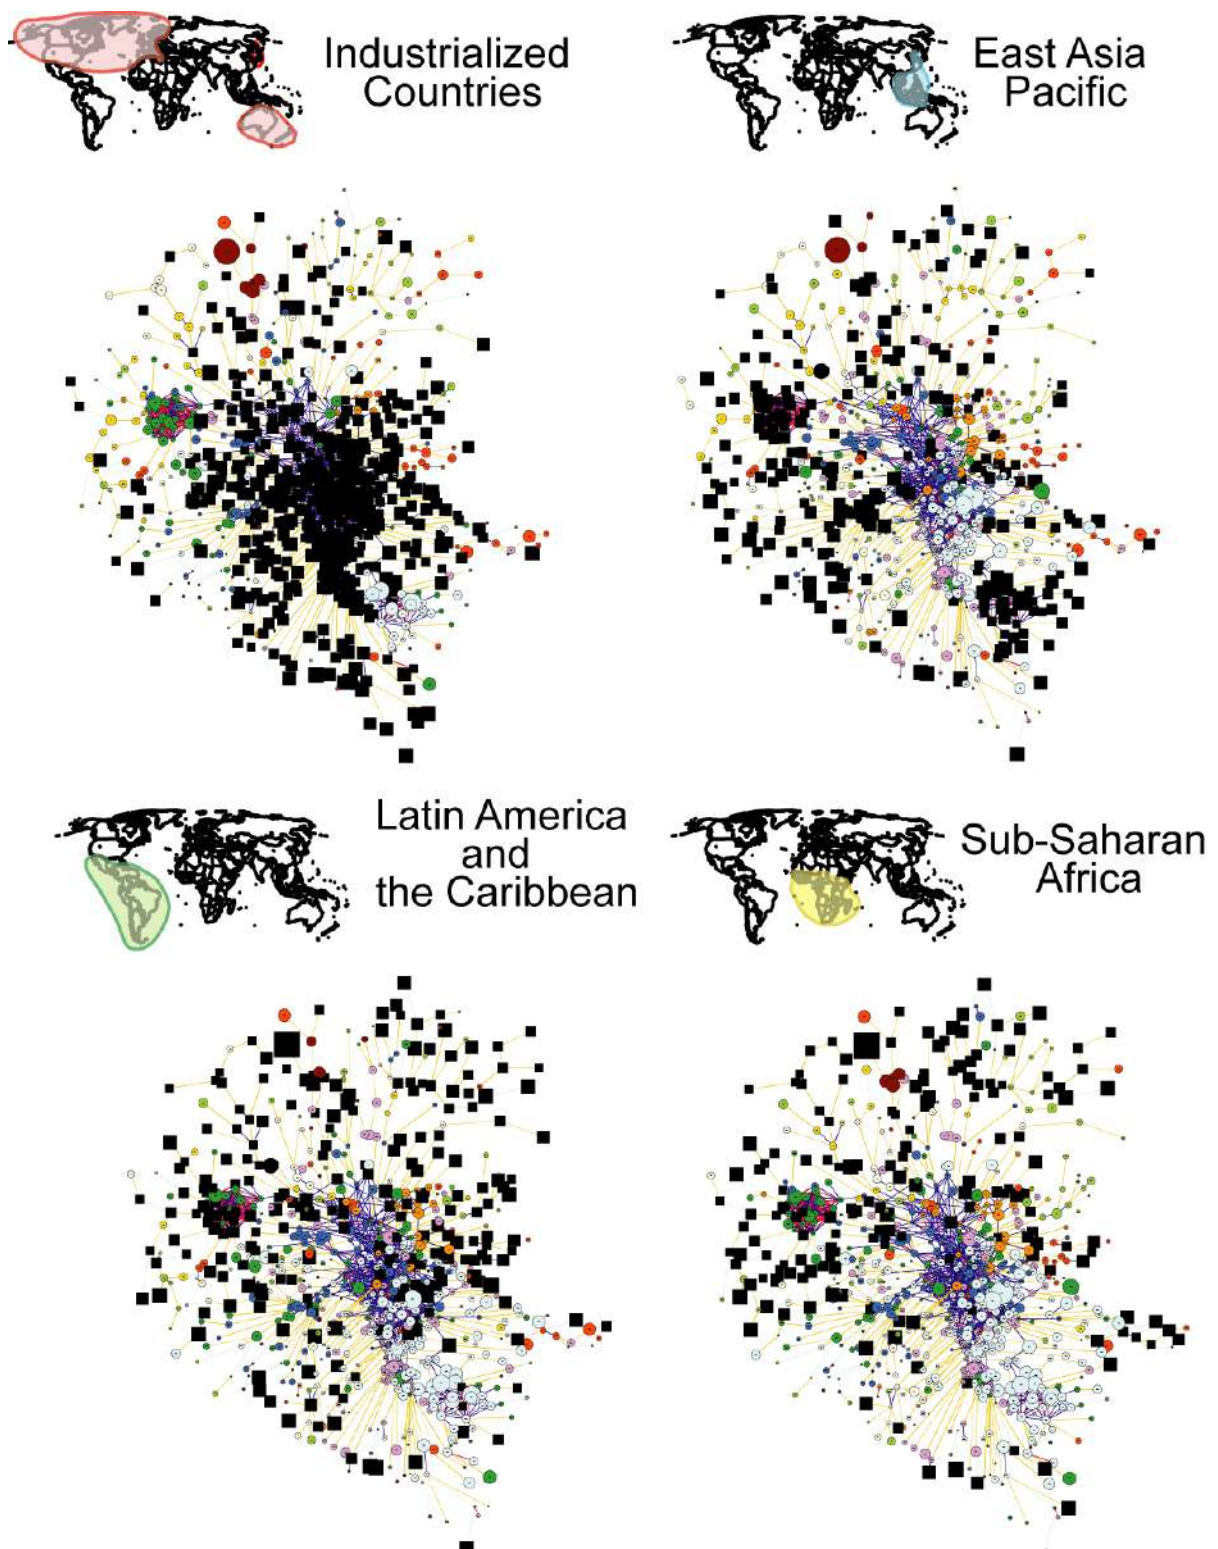 Industrialized
Countries
East Asia
Pacific
Latin America
and
the Caribbean
Sub-Saharan
Africa